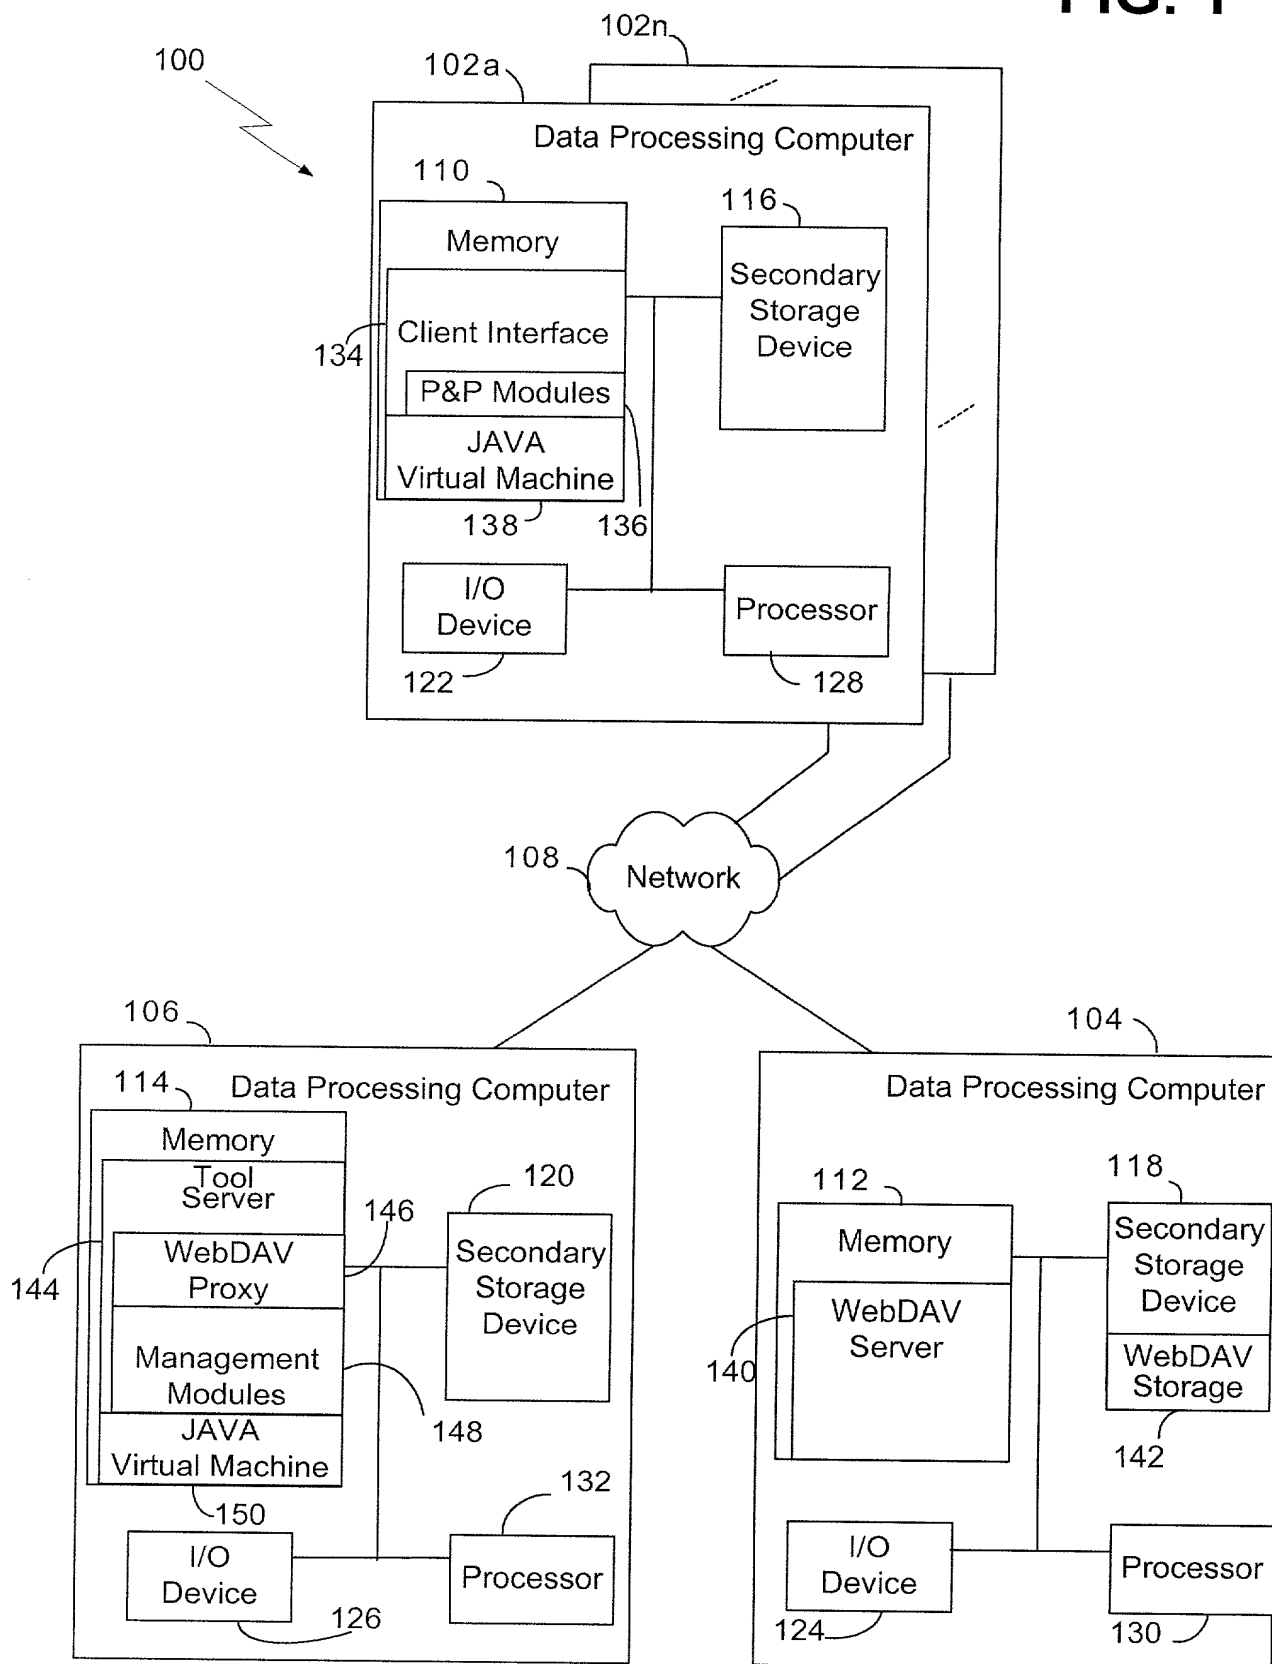 FIG. 1
102n
100
102a
Data Processing Computer
110
116
Memory
Secondary
Storage
Device
Client Interface
134
P&P Modules
JAVA
Virtual Machine
138
136
I/O
Device
Processor
122
128
108
Network
106
104
Data Processing Computer
114
Memory
Tool
Server
120
146
WebDAV
Proxy
144
Secondary
Storage
Device
Management
Modules
148
JAVA
Virtual Machine
150
132
I/O
Device
Processor
126
Data Processing Computer
112
118
Memory
Secondary
Storage
Device
WebDAV
Server
140
WebDAV
Storage
142
I/O
Device
Processor
124
130